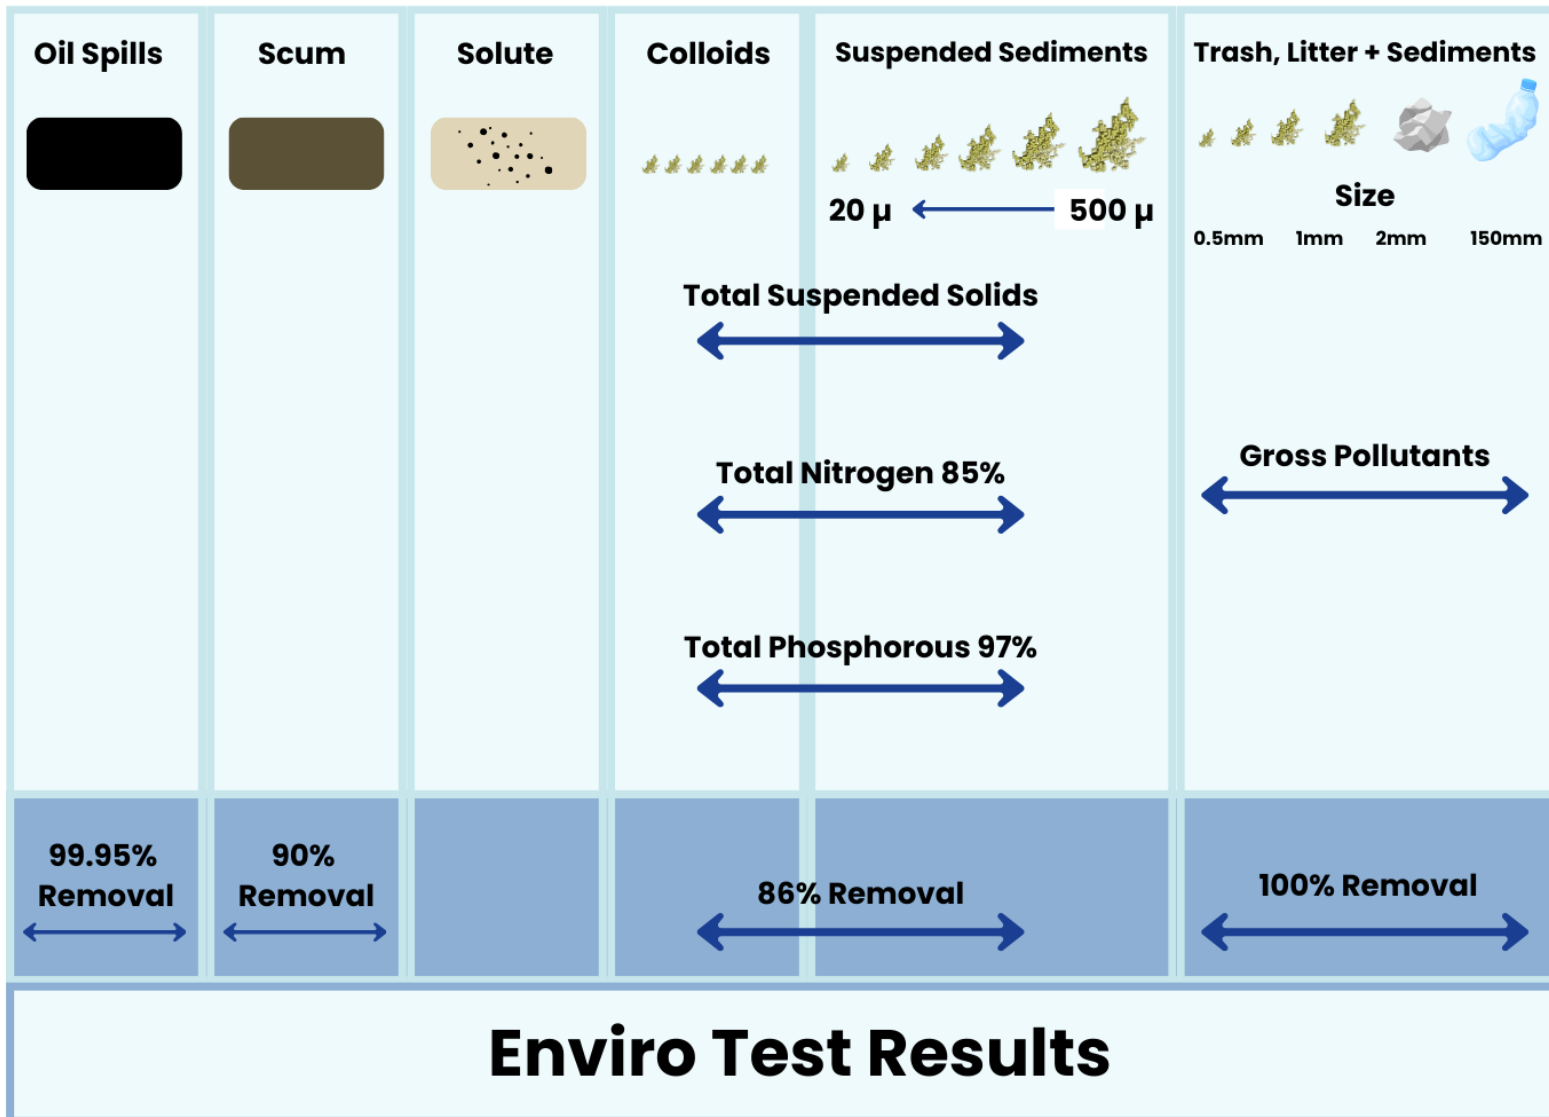 Oil Spills
Scum
Solute
Colloids
Suspended Sediments
Trash, Litter + Sediments
20 µ
500 µ
Size
0.5mm 1mm 2mm 150mm
Total Suspended Solids
Total Nitrogen 85%
Gross Pollutants
Total Phosphorous 97%
99.95%
Removal
90%
Removal
86% Removal
100% Removal
Enviro Test Results